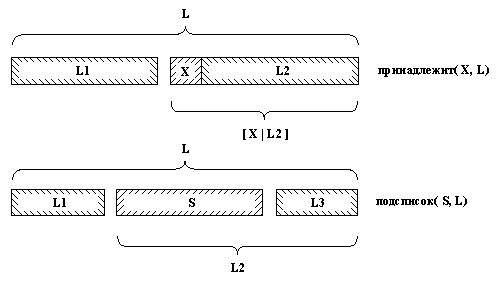 L
L1 X L2 принадлежит( X, L)
[ X | L2 ]
L
L1 S L3 подсписок( S, L)
L2